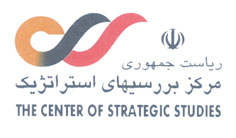 ریاست جمهوری
مرکز بررسیهای استراتژیک
THE CENTER OF STRATEGIC STUDIES